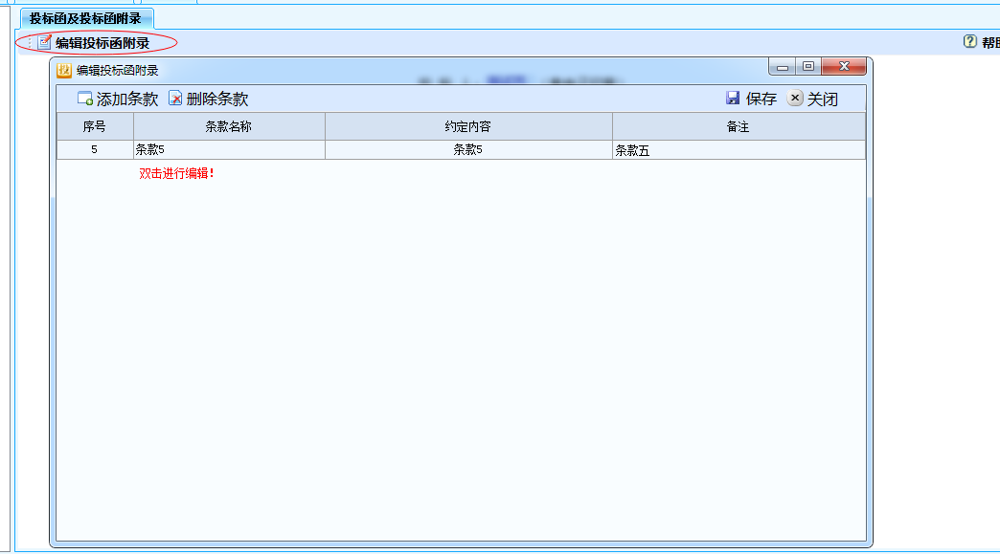 投标函及投标函附录
编辑投标函附录
帮
编辑投标函附录
添加条款 删除条款 保存 关闭
序号 条款名称 约定内容 备注
5 条款5 条款5 条款五
双击进行编辑！